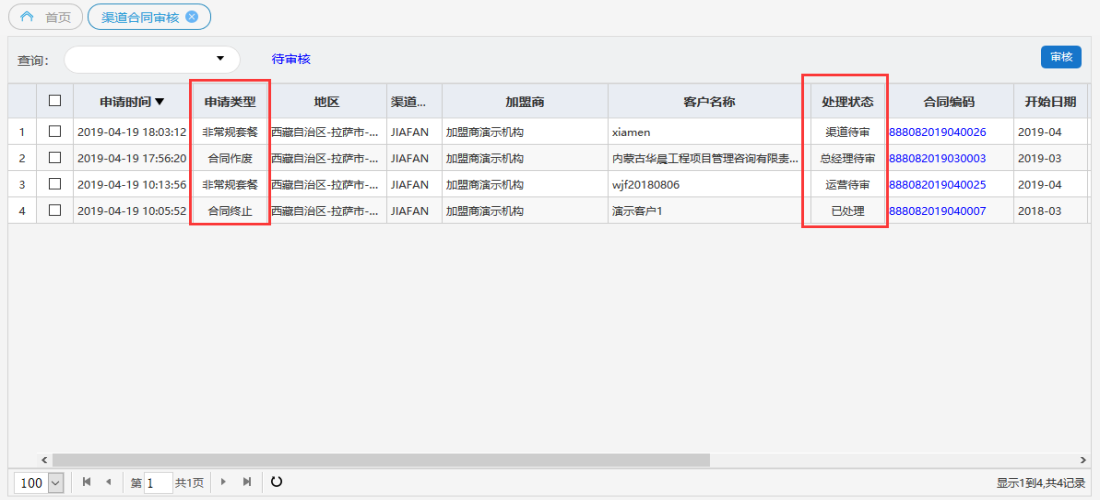 首页 渠道合同审核
查询: 待审核 审核
申请时间 申请类型 地区 渠道... 加盟商 客户名称 处理状态 合同编码 开始日期
1 2019-04-19 18:03:12 非常规套餐 西藏自治区-拉萨市-... JIAFAN 加盟商演示机构 xiamen 渠道待审 888082019040026 2019-04
2 2019-04-19 17:56:20 合同作废 西藏自治区-拉萨市-... JIAFAN 加盟商演示机构 内蒙古华晨工程项目管理咨询有限责... 总经理待审 888082019030003 2019-03
3 2019-04-19 10:13:56 非常规套餐 西藏自治区-拉萨市-... JIAFAN 加盟商演示机构 wjf20180806 运营待审 888082019040025 2019-04
4 2019-04-19 10:05:52 合同终止 西藏自治区-拉萨市-... JIAFAN 加盟商演示机构 演示客户1 已处理 888082019040007 2018-03
100 第 1 共1页 显示1到4,共4记录